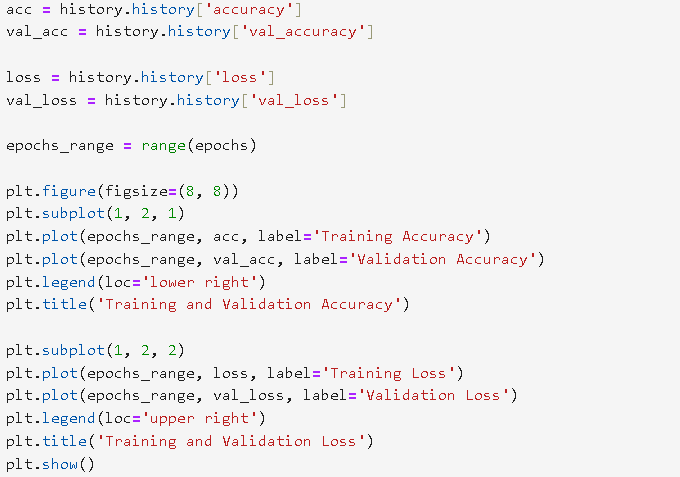 acc = history.history['accuracy']
val_acc = history.history['val_accuracy']

loss = history.history['loss']
val_loss = history.history['val_loss']

epochs_range = range(epochs)

plt.figure(figsize=(8, 8))
plt.subplot(1, 2, 1)
plt.plot(epochs_range, acc, label='Training Accuracy')
plt.plot(epochs_range, val_acc, label='Validation Accuracy')
plt.legend(loc='lower right')
plt.title('Training and Validation Accuracy')

plt.subplot(1, 2, 2)
plt.plot(epochs_range, loss, label='Training Loss')
plt.plot(epochs_range, val_loss, label='Validation Loss')
plt.legend(loc='upper right')
plt.title('Training and Validation Loss')
plt.show()